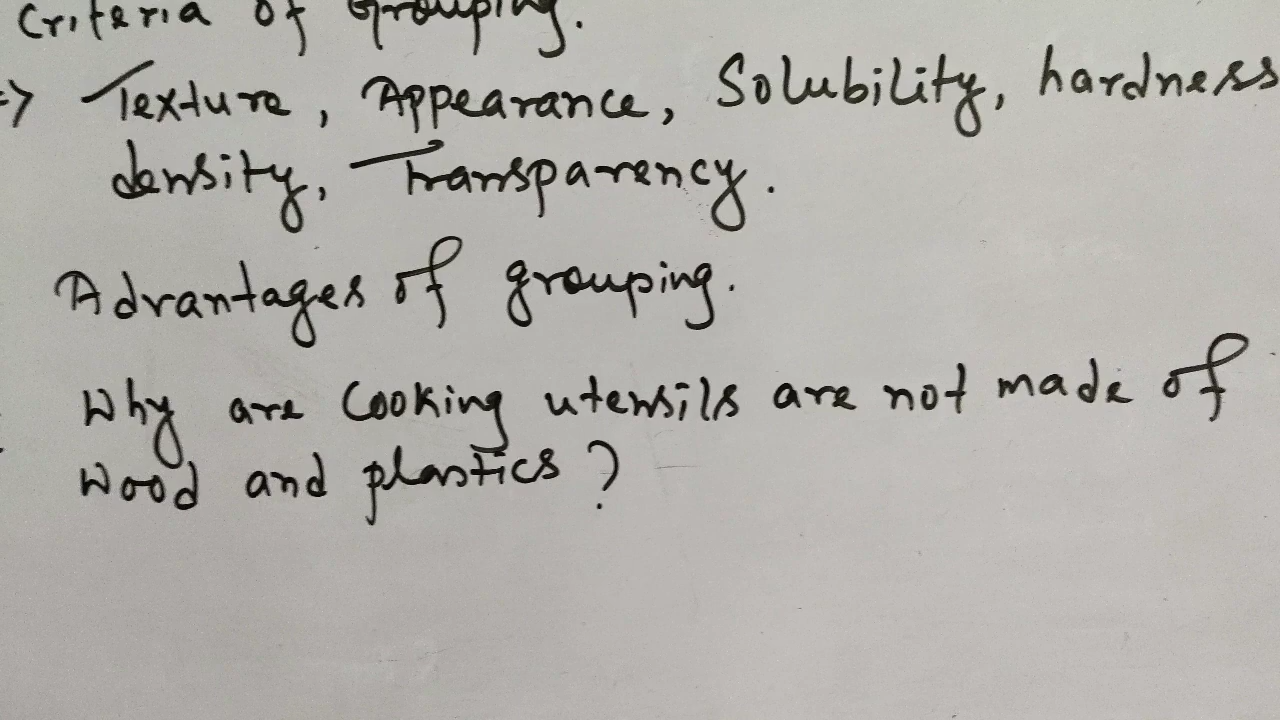 Criteria of Grouping.
=> Texture, Appearance, Solubility, hardness
density, Transparency.
Advantages of grouping.
Why are Cooking utensils are not made of
Wood and plastics?